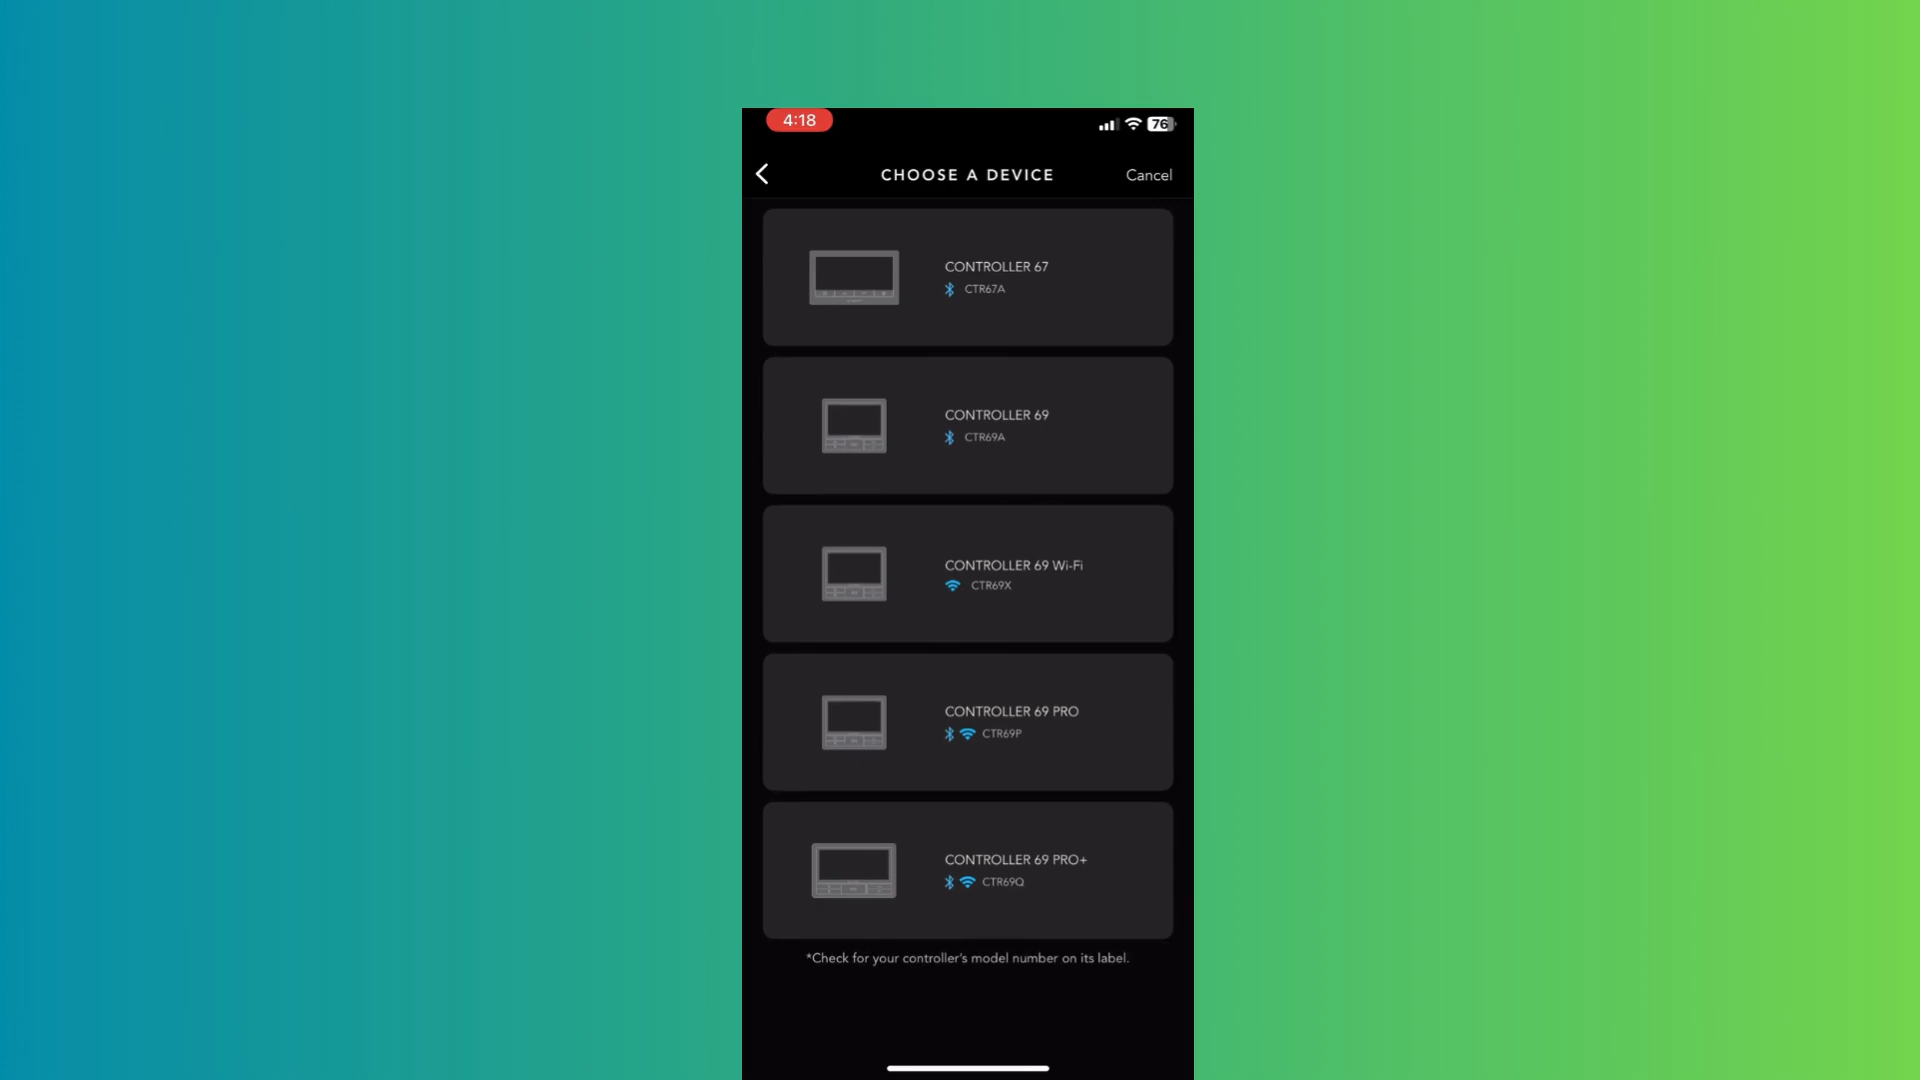 4:18
76
CHOOSE A DEVICE
Cancel
CONTROLLER 67
CTR67A
CONTROLLER 69
CTR69A
CONTROLLER 69 Wi-Fi
CTR69X
CONTROLLER 69 PRO
CTR69P
CONTROLLER 69 PRO+
CTR69Q
*Check for your controller's model number on its label.